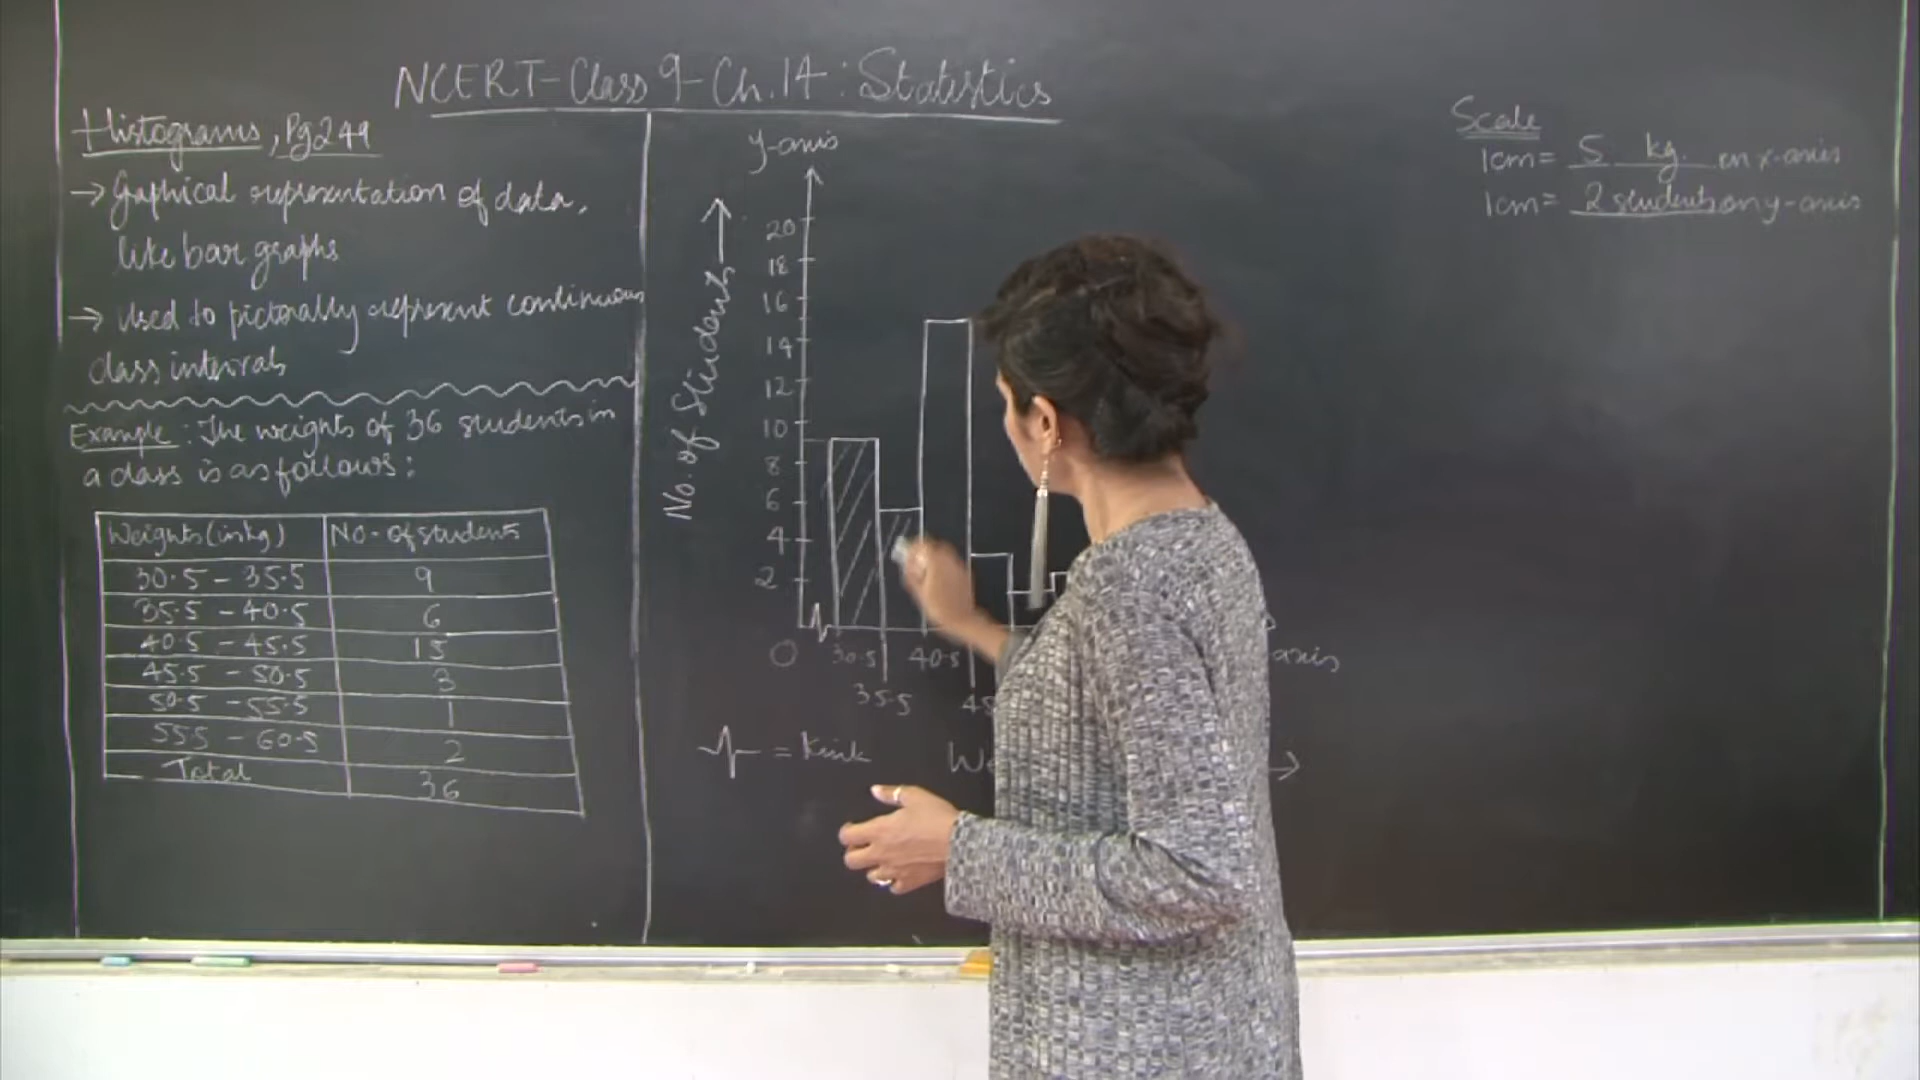 NCERT-Class 9-Ch.14: Statistics
Histograms, Pg249
→ Graphical representation of data,
like bar graphs
→ Used to pictorially represent continuous
class intervals
Example: The weights of 36 students in
a class is as follows:
Weights (in kg) No. of students
30.5 - 35.5 9
35.5 - 40.5 6
40.5 - 45.5 15
45.5 - 50.5 3
50.5 - 55.5 1
555 - 60.5 2
Total 36
y-axis
No. of Students →
20
18
16
14
12
10
8
6
4
2
O 30.5 40.5 axis
35.5
= Kink
Scale
1cm = 5 kg. on x-axis
1cm = 2 students on y-axis